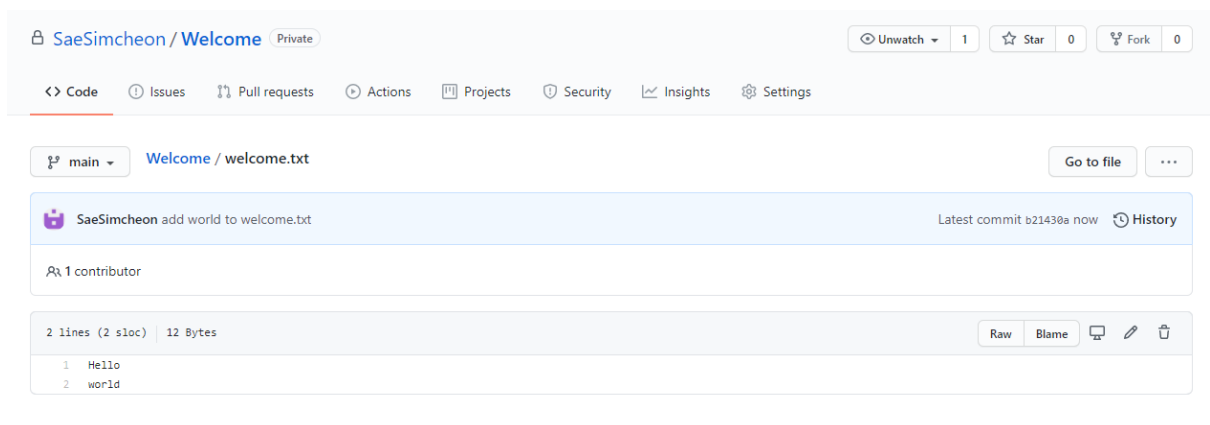 SaeSimcheon / Welcome Private
Unwatch 1 Star 0 Fork 0
Code Issues Pull requests Actions Projects Security Insights Settings
main Welcome / welcome.txt Go to file ...
SaeSimcheon add world to welcome.txt Latest commit b21430a now History
1 contributor
2 lines (2 sloc) 12 Bytes Raw Blame
1 Hello
2 world